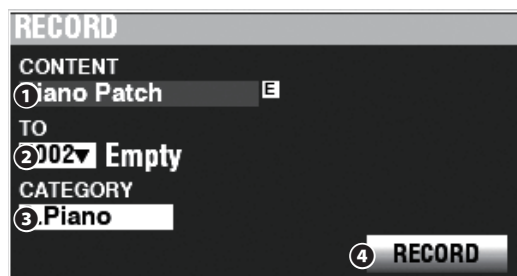 RECORD
CONTENT
①iano Patch E
TO
②002▼ Empty
CATEGORY
③.Piano
④ RECORD